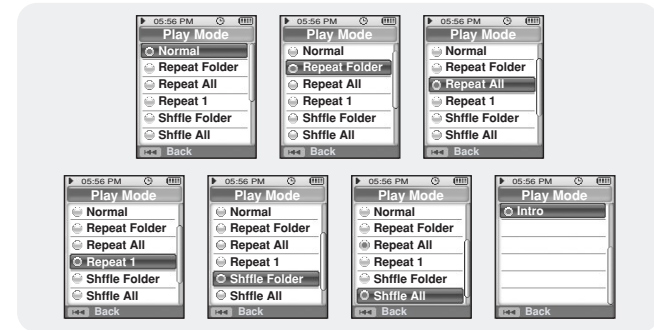 05:56 PM
Play Mode
Normal
Repeat Folder
Repeat All
Repeat 1
Shffle Folder
Shffle All
Back
05:56 PM
Play Mode
Normal
Repeat Folder
Repeat All
Repeat 1
Shffle Folder
Shffle All
Back
05:56 PM
Play Mode
Normal
Repeat Folder
Repeat All
Repeat 1
Shffle Folder
Shffle All
Back
05:56 PM
Play Mode
Normal
Repeat Folder
Repeat All
Repeat 1
Shffle Folder
Shffle All
Back
05:56 PM
Play Mode
Normal
Repeat Folder
Repeat All
Repeat 1
Shffle Folder
Shffle All
Back
05:56 PM
Play Mode
Normal
Repeat Folder
Repeat All
Repeat 1
Shffle Folder
Shffle All
Back
05:56 PM
Play Mode
Intro
Back